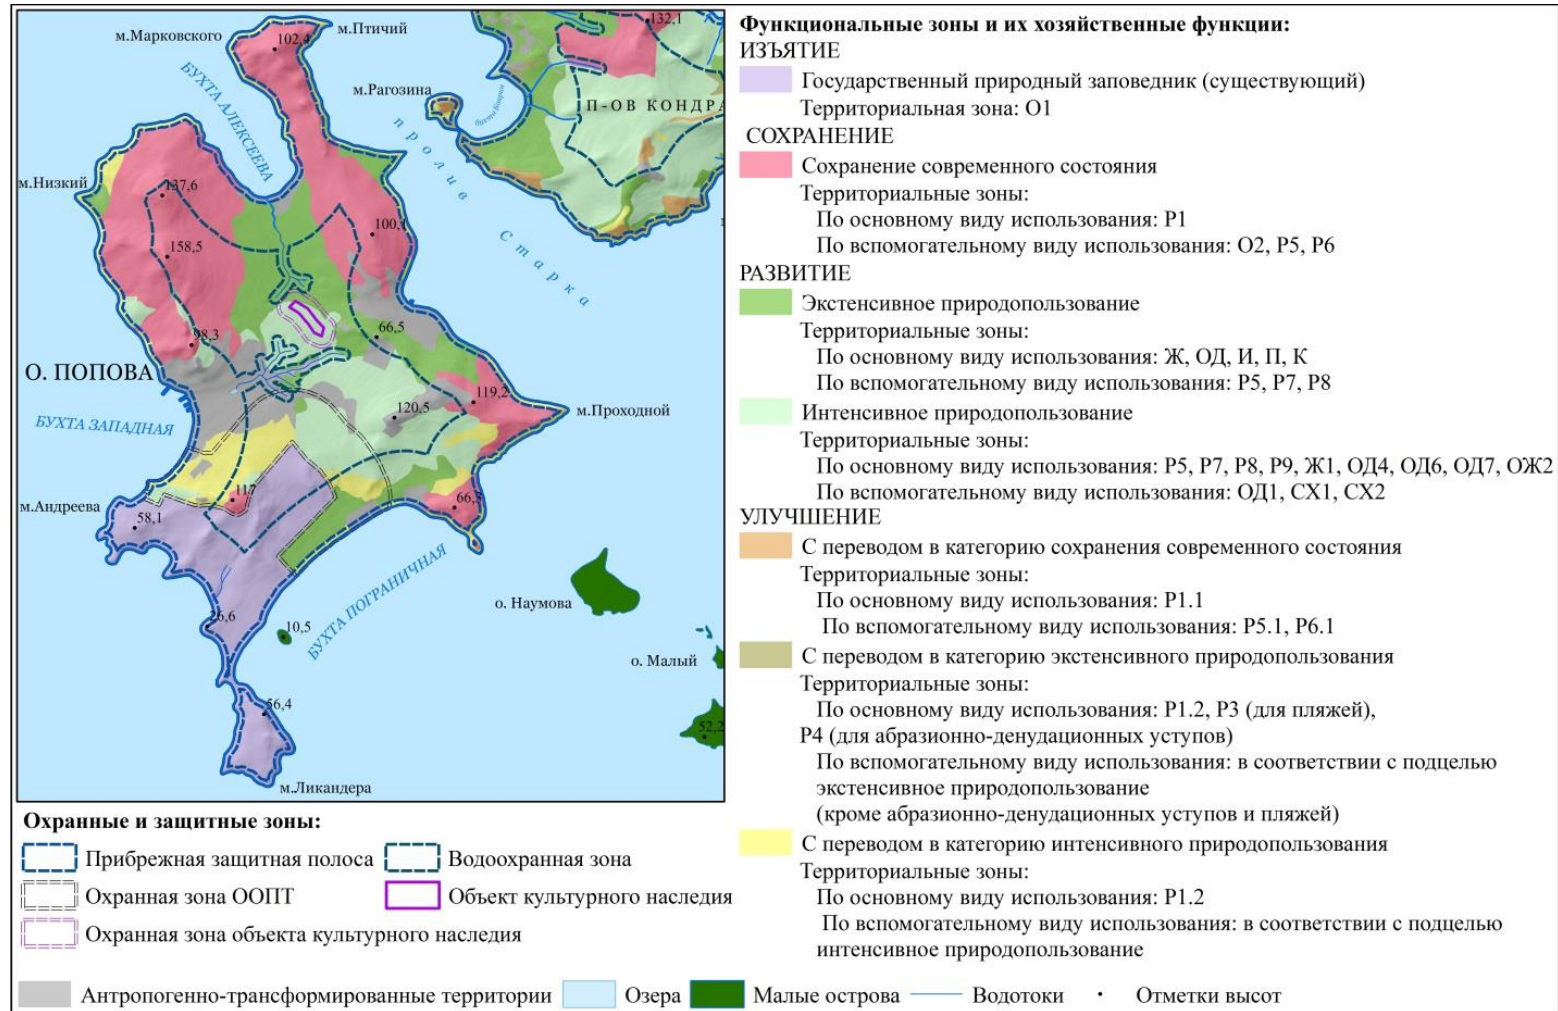 м.Марковского
м.Птичий
102,4
132,1
БУХТА АЛЕКСЕЕВА
м.Рагозина
П-ОВ КОНДРА
пролив Старка
м.Низкий
137,6
100,1
158,5
98,3
66,5
О. ПОПОВА
119,2
м.Проходной
120,5
БУХТА ЗАПАДНАЯ
117
66,3
м.Андреева
58,1
БУХТА ПОГРАНИЧНАЯ
о. Наумова
26,6
10,5
о. Малый
56,4
52,2
м.Ликандера
Охранные и защитные зоны:
Прибрежная защитная полоса
Водоохранная зона
Охранная зона ООПТ
Объект культурного наследия
Охранная зона объекта культурного наследия
Антропогенно-трансформированные территории
Озера
Малые острова
Водотоки
Отметки высот
Функциональные зоны и их хозяйственные функции:
ИЗЪЯТИЕ
Государственный природный заповедник (существующий)
Территориальная зона: О1
СОХРАНЕНИЕ
Сохранение современного состояния
Территориальные зоны:
По основному виду использования: Р1
По вспомогательному виду использования: О2, Р5, Р6
РАЗВИТИЕ
Экстенсивное природопользование
Территориальные зоны:
По основному виду использования: Ж, ОД, И, П, К
По вспомогательному виду использования: Р5, Р7, Р8
Интенсивное природопользование
Территориальные зоны:
По основному виду использования: Р5, Р7, Р8, Р9, Ж1, ОД4, ОД6, ОД7, ОЖ2
По вспомогательному виду использования: ОД1, СХ1, СХ2
УЛУЧШЕНИЕ
С переводом в категорию сохранения современного состояния
Территориальные зоны:
По основному виду использования: Р1.1
По вспомогательному виду использования: Р5.1, Р6.1
С переводом в категорию экстенсивного природопользования
Территориальные зоны:
По основному виду использования: Р1.2, Р3 (для пляжей),
Р4 (для абразионно-денудационных уступов)
По вспомогательному виду использования: в соответствии с подцелью
экстенсивное природопользование
(кроме абразионно-денудационных уступов и пляжей)
С переводом в категорию интенсивного природопользования
Территориальные зоны:
По основному виду использования: Р1.2
По вспомогательному виду использования: в соответствии с подцелью
интенсивное природопользование